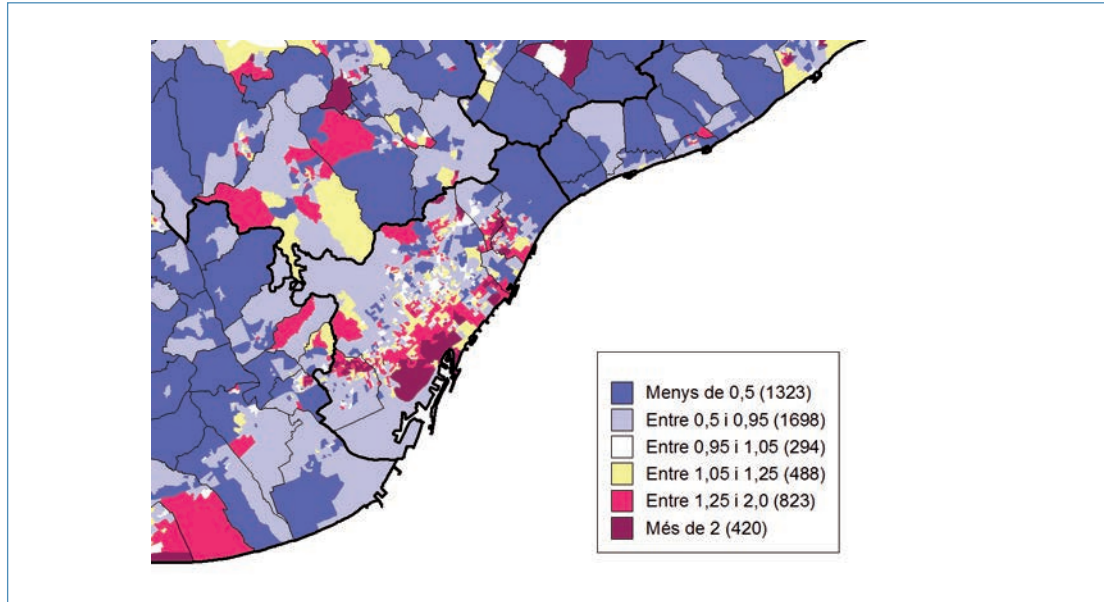 Menys de 0,5 (1323)
Entre 0,5 i 0,95 (1698)
Entre 0,95 i 1,05 (294)
Entre 1,05 i 1,25 (488)
Entre 1,25 i 2,0 (823)
Més de 2 (420)